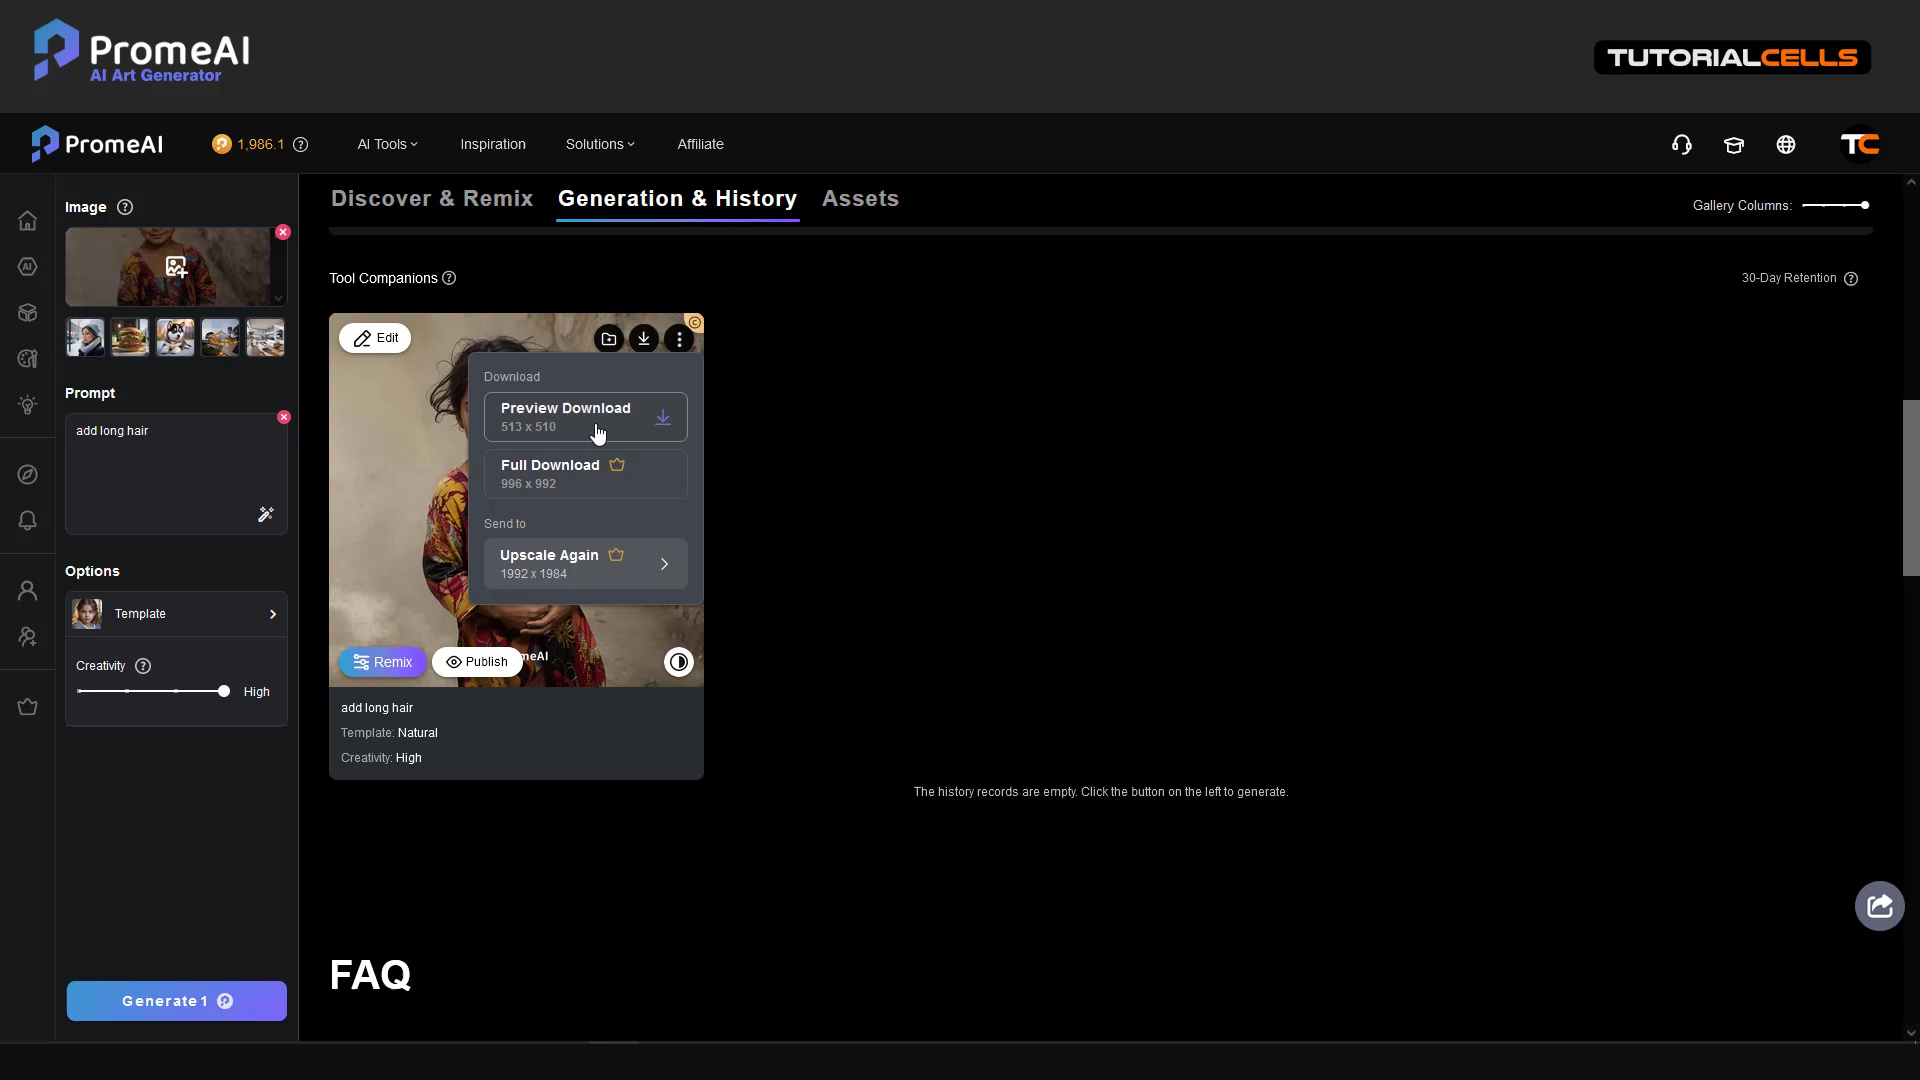 PromeAI
AI Art Generator
TUTORIALCELLS
PromeAI
1,986.1
AI Tools
Inspiration
Solutions
Affiliate
TC
Image
Discover & Remix
Generation & History
Assets
Gallery Columns:
Tool Companions
30-Day Retention
Edit
Download
Preview Download
513 x 510
Full Download
996 x 992
Send to
Upscale Again
1992 x 1984
Prompt
add long hair
Options
Template
Creativity
High
Remix
Publish
meAI
add long hair
Template: Natural
Creativity: High
The history records are empty. Click the button on the left to generate.
FAQ
Generate 1